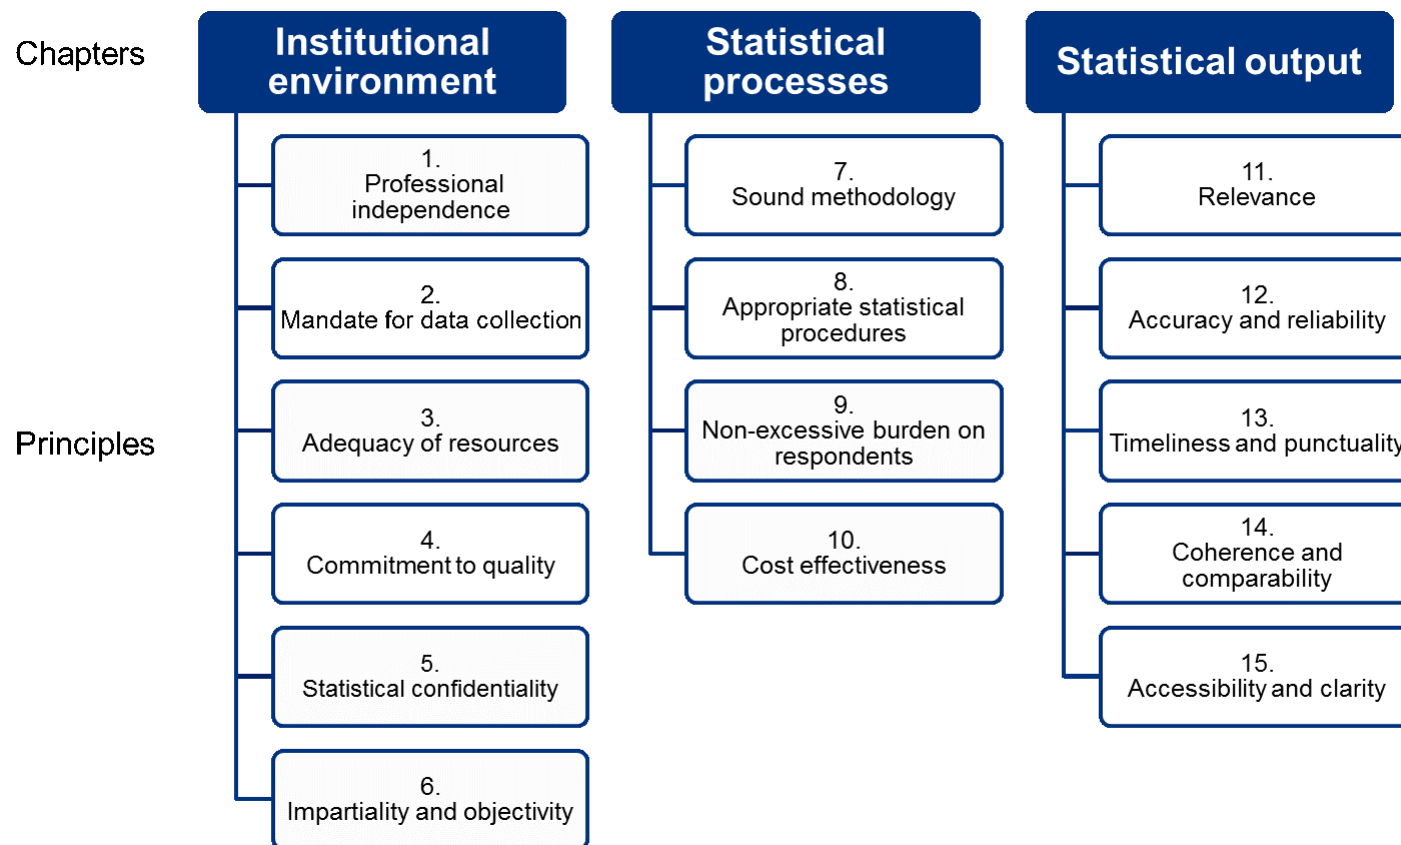 Chapters
Institutional
environment
1.
Professional
independence
2.
Mandate for data collection
Principles
3.
Adequacy of resources
4.
Commitment to quality
5.
Statistical confidentiality
6.
Impartiality and objectivity
Statistical
processes
7.
Sound methodology
8.
Appropriate statistical
procedures
9.
Non-excessive burden on
respondents
10.
Cost effectiveness
Statistical output
11.
Relevance
12.
Accuracy and reliability
13.
Timeliness and punctuality
14.
Coherence and
comparability
15.
Accessibility and clarity